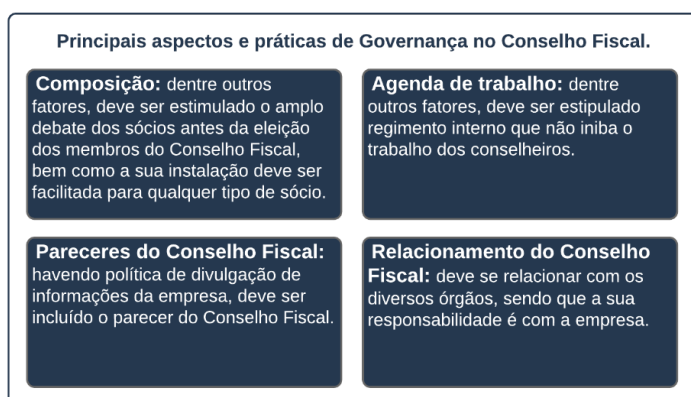 Principais aspectos e práticas de Governança no Conselho Fiscal.
Composição: dentre outros
fatores, deve ser estimulado o amplo
debate dos sócios antes da eleição
dos membros do Conselho Fiscal,
bem como a sua instalação deve ser
facilitada para qualquer tipo de sócio.
Agenda de trabalho: dentre
outros fatores, deve ser estipulado
regimento interno que não iniba o
trabalho dos conselheiros.
Pareceres do Conselho Fiscal:
havendo política de divulgação de
informações da empresa, deve ser
incluído o parecer do Conselho Fiscal.
Relacionamento do Conselho
Fiscal: deve se relacionar com os
diversos órgãos, sendo que a sua
responsabilidade é com a empresa.